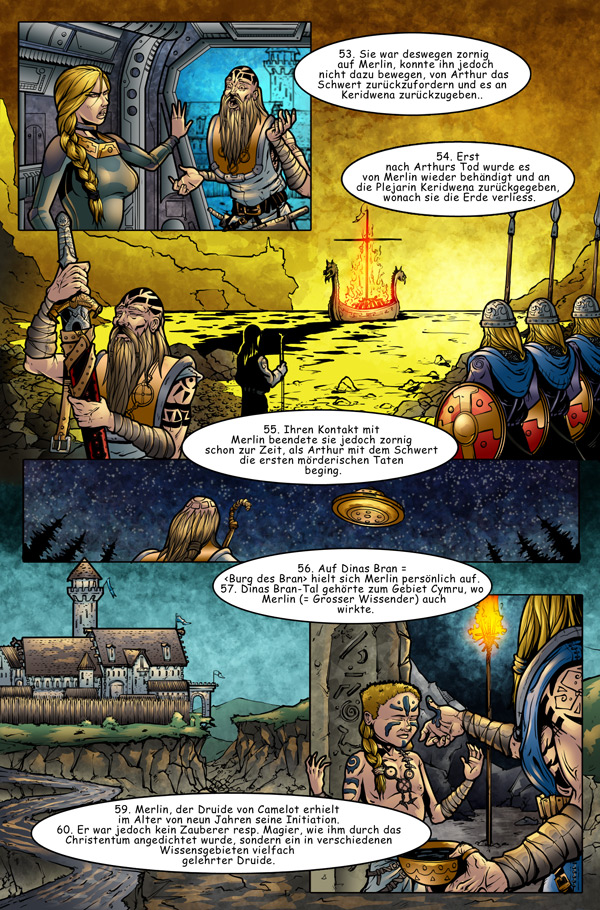 53. Sie war deswegen zornig
auf Merlin, konnte ihn jedoch
nicht dazu bewegen, von Arthur das
Schwert zurückzufordern und es an
Keridwena zurückzugeben..
54. Erst
nach Arthurs Tod wurde es
von Merlin wieder behändigt und an
die Plejarin Keridwena zurückgegeben,
wonach sie die Erde verliess.
55. Ihren Kontakt mit
Merlin beendete sie jedoch zornig
schon zur Zeit, als Arthur mit dem Schwert
die ersten mörderischen Taten
beging.
56. Auf Dinas Bran =
<Burg des Bran> hielt sich Merlin persönlich auf.
57. Dinas Bran-Tal gehörte zum Gebiet Cymru, wo
Merlin (= Grosser Wissender) auch
wirkte.
59. Merlin, der Druide von Camelot erhielt
im Alter von neun Jahren seine Initiation.
60. Er war jedoch kein Zauberer resp. Magier, wie ihm durch das
Christentum angedichtet wurde, sondern ein in verschiedenen
Wissensgebieten vielfach
gelehrter Druide.